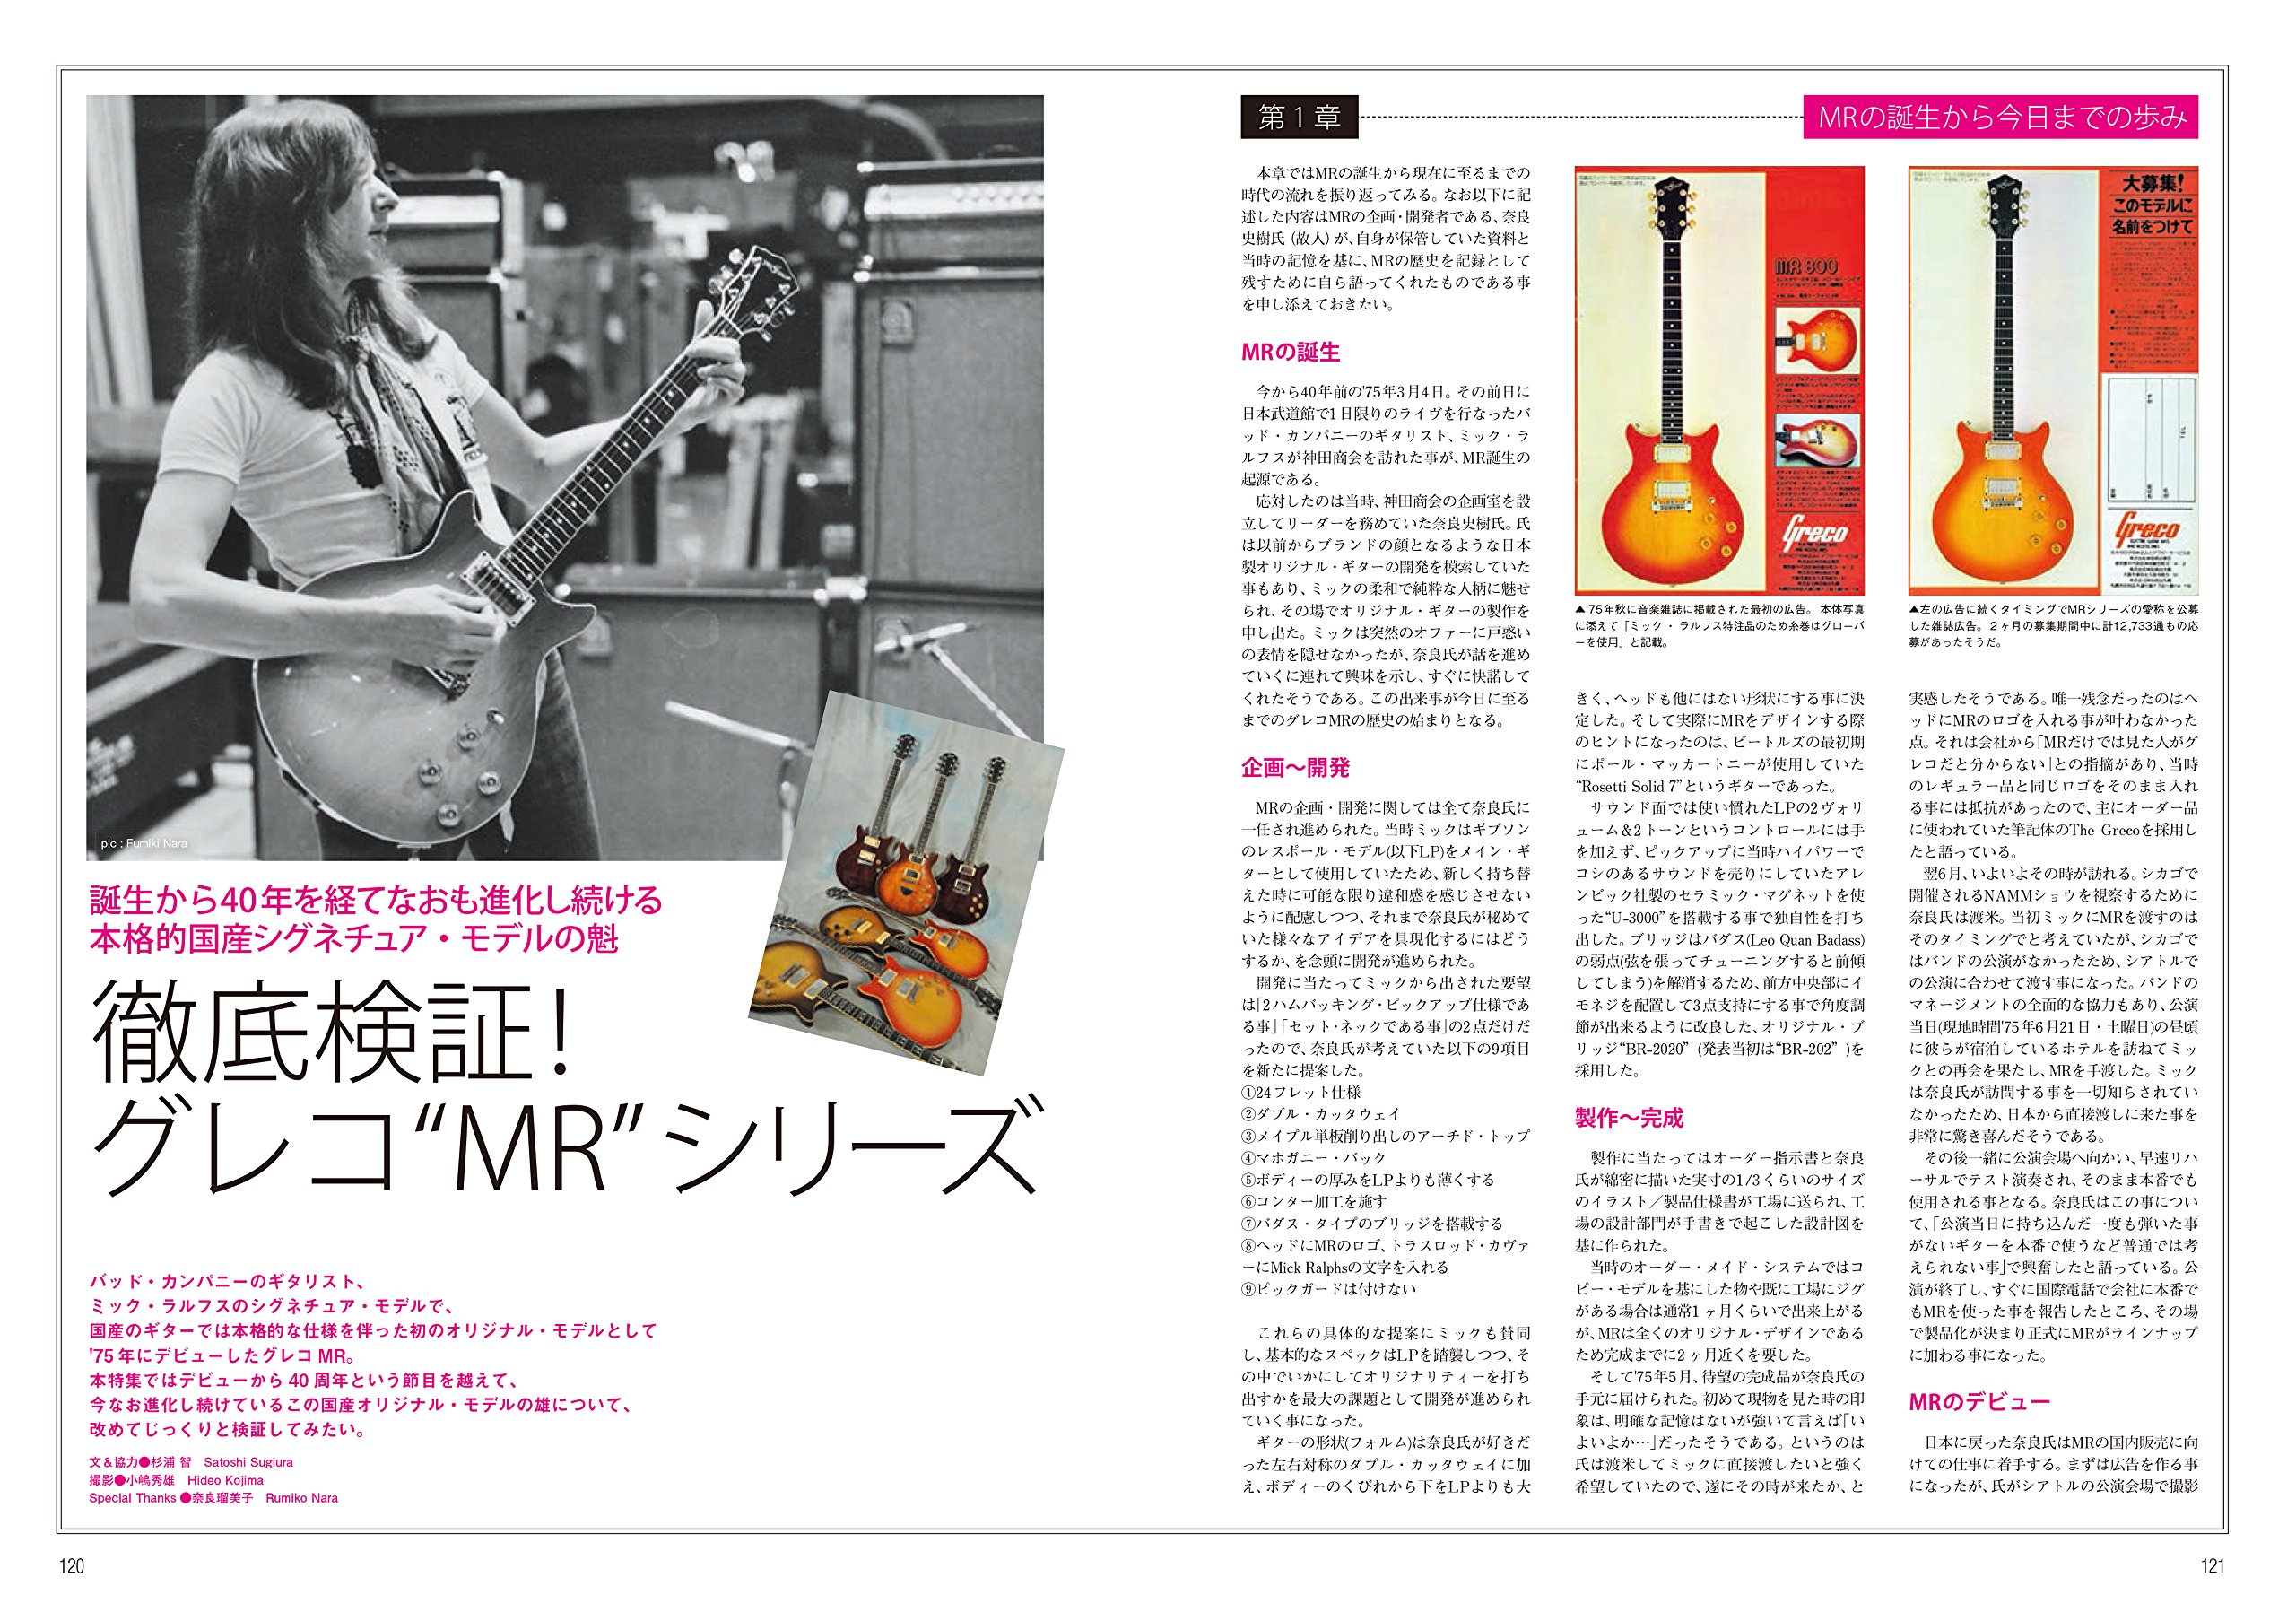 pic : Fumiki Nara
誕生から40年を経てなおも進化し続ける
本格的国産シグネチュア・モデルの魁
徹底検証!
グレコ“MR”シリーズ
バッド・カンパニーのギタリスト、
ミック・ラルフスのシグネチュア・モデルで、
国産のギターでは本格的な仕様を伴った初のオリジナル・モデルとして
'75年にデビューしたグレコ MR。
本特集ではデビューから 40 周年という節目を越えて、
今なお進化し続けているこの国産オリジナル・モデルの雄について、
改めてじっくりと検証してみたい。
文＆協力●杉浦 智　Satoshi Sugiura
撮影●小嶋秀雄　Hideo Kojima
Special Thanks ●奈良瑠美子　Rumiko Nara
120
第１章
MRの誕生から今日までの歩み
本章ではMRの誕生から現在に至るまでの
時代の流れを振り返ってみる。なお以下に記
述した内容はMRの企画・開発者である、奈良
史樹氏（故人）が、自身が保管していた資料と
当時の記憶を基に、MRの歴史を記録として
残すために自ら語ってくれたものである事
を申し添えておきたい。
MRの誕生
今から40年前の'75年3月4日。その前日に
日本武道館で1日限りのライヴを行なったバ
ッド・カンパニーのギタリスト、ミック・ラ
ルフスが神田商会を訪れた事が、MR誕生の
起源である。
応対したのは当時、神田商会の企画室を設
立してリーダーを務めていた奈良史樹氏。氏
は以前からブランドの顔となるような日本
製オリジナル・ギターの開発を模索していた
事もあり、ミックの柔和で純粋な人柄に魅せ
られ、その場でオリジナル・ギターの製作を
申し出た。ミックは突然のオファーに戸惑い
の表情を隠せなかったが、奈良氏が話を進め
ていくに連れて興味を示し、すぐに快諾して
くれたそうである。この出来事が今日に至る
までのグレコMRの歴史の始まりとなる。
企画〜開発
MRの企画・開発に関しては全て奈良氏に
一任され進められた。当時ミックはギブソン
のレスポール・モデル(以下LP)をメイン・ギ
ターとして使用していたため、新しく持ち替
えた時に可能な限り違和感を感じさせない
ように配慮しつつ、それまで奈良氏が秘めて
いた様々なアイデアを具現化するにはどう
するか、を念頭に開発が進められた。
開発に当たってミックから出された要望
は「2ハムバッキング・ピックアップ仕様であ
る事」「セット・ネックである事」の2点だけだ
ったので、奈良氏が考えていた以下の9項目
を新たに提案した。
①24フレット仕様
②ダブル・カッタウェイ
③メイプル単板削り出しのアーチド・トップ
④マホガニー・バック
⑤ボディーの厚みをLPよりも薄くする
⑥コンター加工を施す
⑦バダス・タイプのブリッジを搭載する
⑧ヘッドにMRのロゴ、トラスロッド・カヴァ
ーにMick Ralphsの文字を入れる
⑨ピックガードは付けない
これらの具体的な提案にミックも賛同
し、基本的なスペックはLPを踏襲しつつ、そ
の中でいかにしてオリジナリティーを打ち
出すかを最大の課題として開発が進められ
ていく事になった。
ギターの形状(フォルム)は奈良氏が好きだ
った左右対称のダブル・カッタウェイに加
え、ボディーのくびれから下をLPよりも大
MR 800
Greco
▲'75年秋に音楽雑誌に掲載された最初の広告。本体写真
に添えて「ミック・ラルフス特注品のため糸巻はグローバ
ーを使用」と記載。
きく、ヘッドも他にはない形状にする事に決
定した。そして実際にMRをデザインする際
のヒントになったのは、ビートルズの最初期
にポール・マッカートニーが使用していた
“Rosetti Solid 7”というギターであった。
サウンド面では使い慣れたLPの2ヴォリ
ューム&2トーンというコントロールには手
を加えず、ピックアップに当時ハイパワーで
コシのあるサウンドを売りにしていたアレ
ンビック社製のセラミック・マグネットを使
った“U-3000”を搭載する事で独自性を打ち
出した。ブリッジはバダス(Leo Quan Badass)
の弱点(弦を張ってチューニングすると前傾
してしまう)を解消するため、前方中央部にイ
モネジを配置して3点支持にする事で角度調
節が出来るように改良した、オリジナル・ブ
リッジ“BR-2020”(発表当初は“BR-202”)を
採用した。
製作〜完成
製作に当たってはオーダー指示書と奈良
氏が綿密に描いた実寸の1/3くらいのサイズ
のイラスト／製品仕様書が工場に送られ、工
場の設計部門が手書きで起こした設計図を
基に作られた。
当時のオーダー・メイド・システムではコ
ピー・モデルを基にした物や既に工場にジグ
がある場合は通常1ヶ月くらいで出来上がる
が、MRは全くのオリジナル・デザインである
ため完成までに2ヶ月近くを要した。
そして'75年5月、待望の完成品が奈良氏の
手元に届けられた。初めて現物を見た時の印
象は、明確な記憶はないが強いて言えば「い
よいよか…」だったそうである。というのは
氏は渡米してミックに直接渡したいと強く
希望していたので、遂にその時が来たか、と
大募集!
このモデルに
名前をつけて
Greco
▲左の広告に続くタイミングでMRシリーズの愛称を公募
した雑誌広告。２ヶ月の募集期間中に計12,733通もの応
募があったそうだ。
実感したそうである。唯一残念だったのはヘ
ッドにMRのロゴを入れる事が叶わなかった
点。それは会社から「MRだけでは見た人がグ
レコだと分からない」との指摘があり、当時
のレギュラー品と同じロゴをそのまま入れ
る事には抵抗があったので、主にオーダー品
に使われていた筆記体のThe Grecoを採用し
たと語っている。
翌6月、いよいよその時が訪れる。シカゴで
開催されるNAMMショウを視察するために
奈良氏は渡米。当初ミックにMRを渡すのは
そのタイミングでと考えていたが、シカゴで
はバンドの公演がなかったため、シアトルで
の公演に合わせて渡す事になった。バンドの
マネージメントの全面的な協力もあり、公演
当日(現地時間'75年6月21日・土曜日)の昼頃
に彼らが宿泊しているホテルを訪ねてミッ
クとの再会を果たし、MRを手渡した。ミック
は奈良氏が訪問する事を一切知らされてい
なかったため、日本から直接渡しに来た事を
非常に驚き喜んだそうである。
その後一緒に公演会場へ向かい、早速リハ
ーサルでテスト演奏され、そのまま本番でも
使用される事となる。奈良氏はこの事につい
て、「公演当日に持ち込んだ一度も弾いた事
がないギターを本番で使うなど普通では考
えられない事」で興奮したと語っている。公
演が終了し、すぐに国際電話で会社に本番で
もMRを使った事を報告したところ、その場
で製品化が決まり正式にMRがラインナップ
に加わる事になった。
MRのデビュー
日本に戻った奈良氏はMRの国内販売に向
けての仕事に着手する。まずは広告を作る事
になったが、氏がシアトルの公演会場で撮影
121